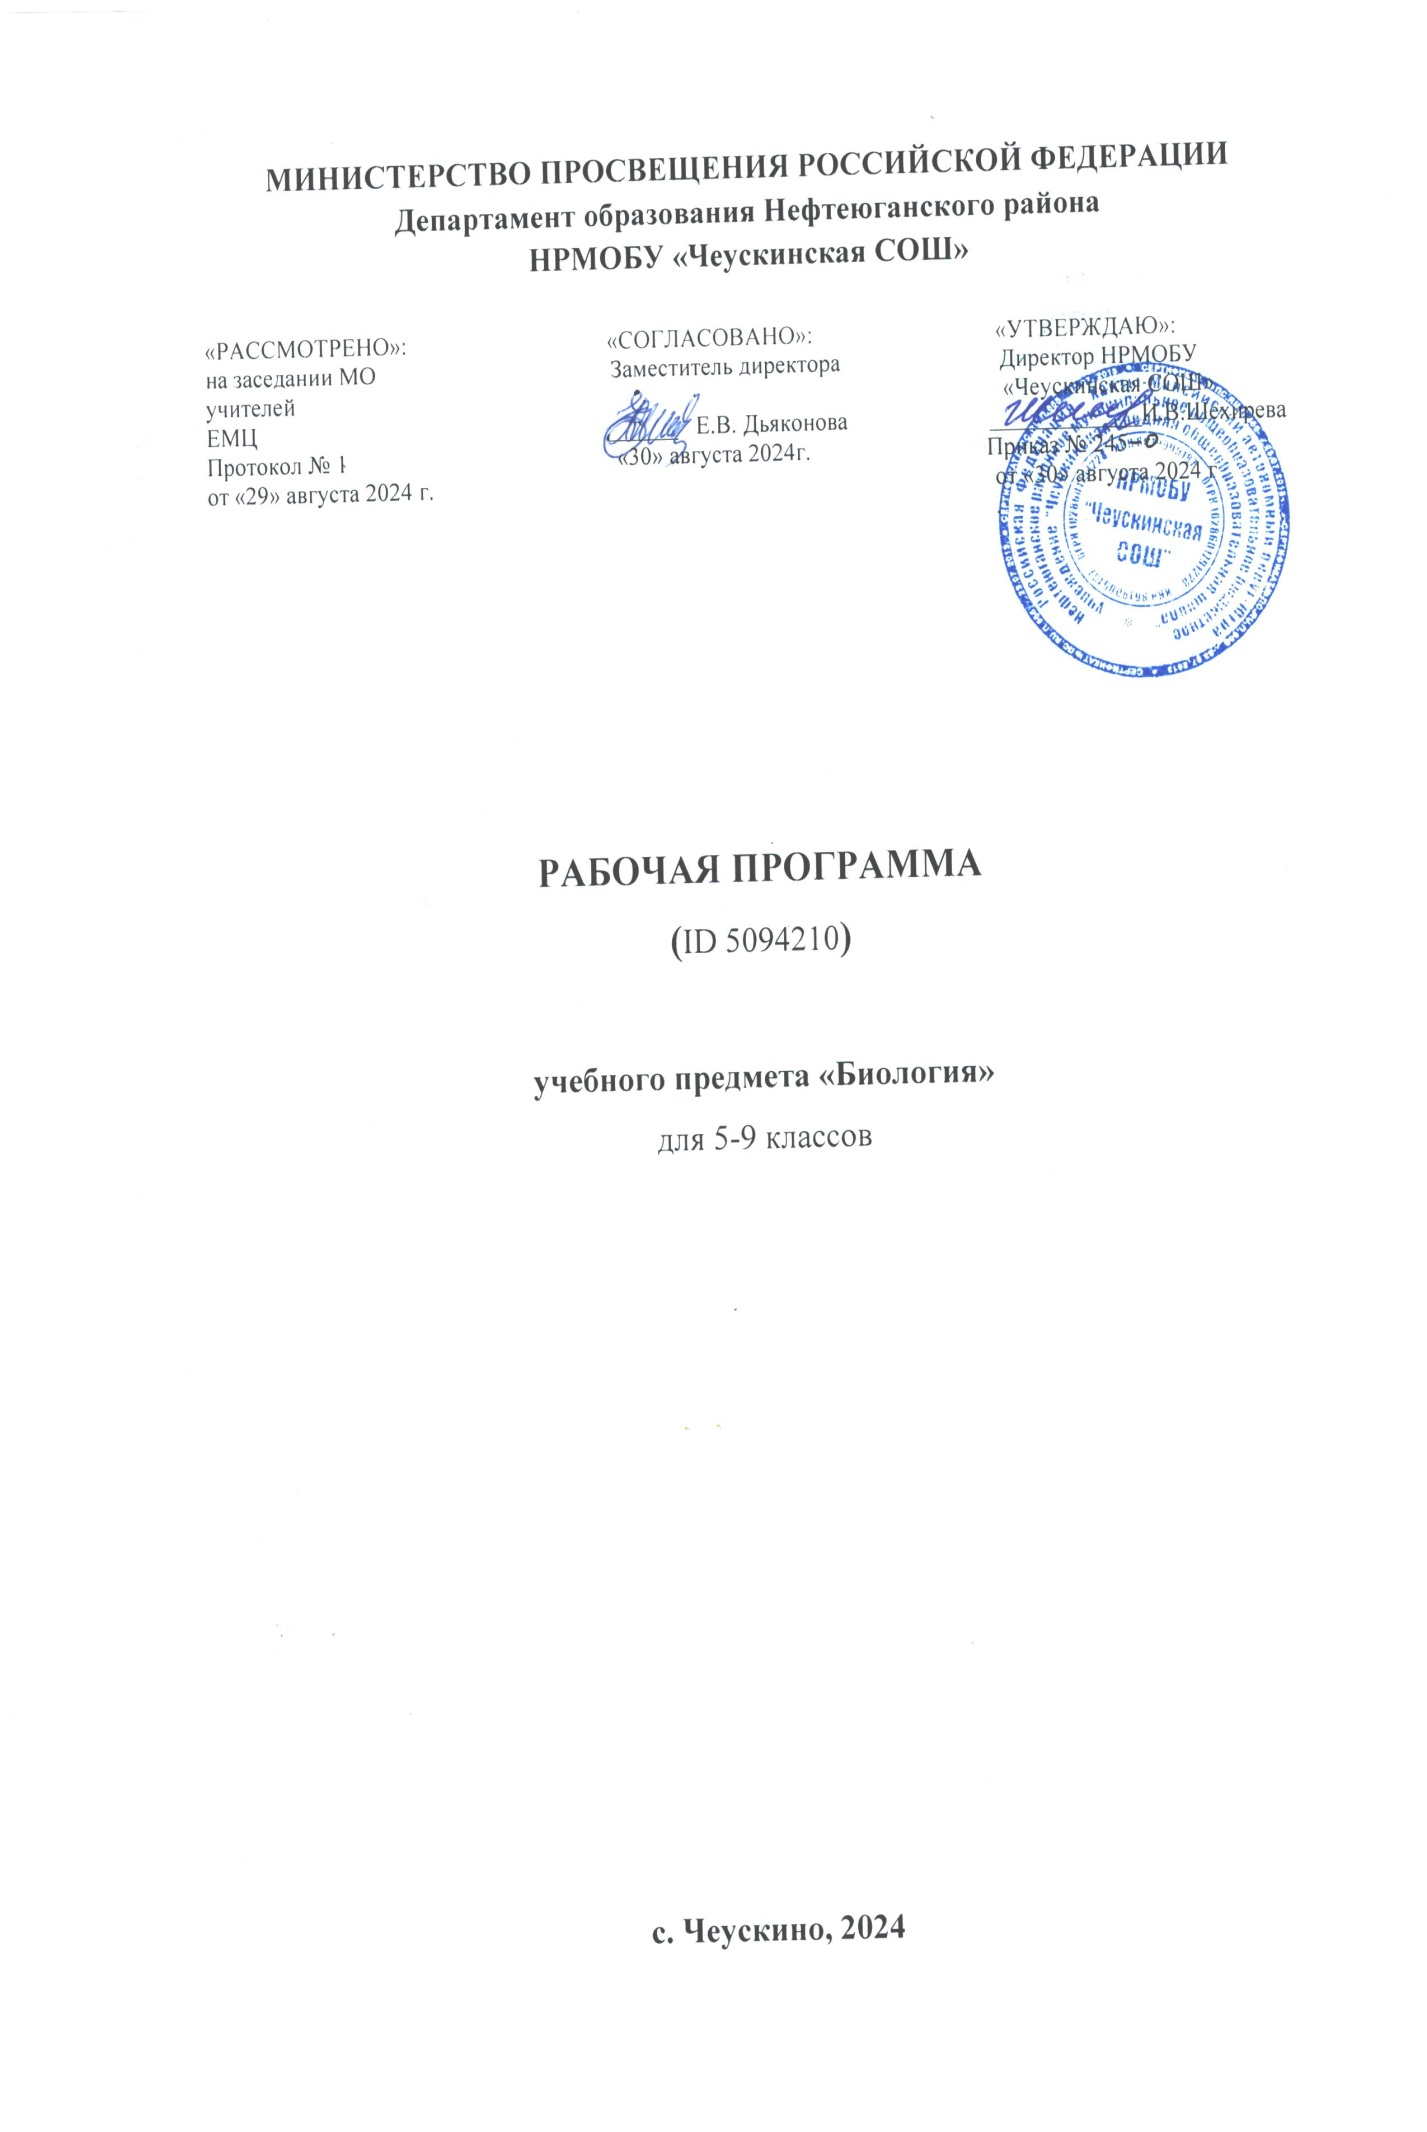 МИНИСТЕРСТВО ПРОСВЕЩЕНИЯ РОССИЙСКОЙ ФЕДЕРАЦИИ
Департамент образования Нефтеюганского района
НРМОБУ «Чеускинская СОШ»
«РАССМОТРЕНО»:
на заседании МО
учителей
ЕМЦ
Протокол № 1
от «29» августа 2024 г.
«СОГЛАСОВАНО»:
Заместитель директора
Е.В. Дьяконова
«30» августа 2024г.
«УТВЕРЖДАЮ»:
Директор НРМОБУ
«Чеускинская СОШ»
И.В.Шехирева
Приказ № 245-о
от «30» августа 2024 г
НРМОБУ
"Чеускинская
СОШ"
РАБОЧАЯ ПРОГРАММА
(ID 5094210)
учебного предмета «Биология»
для 5-9 классов
с. Чеускино, 2024